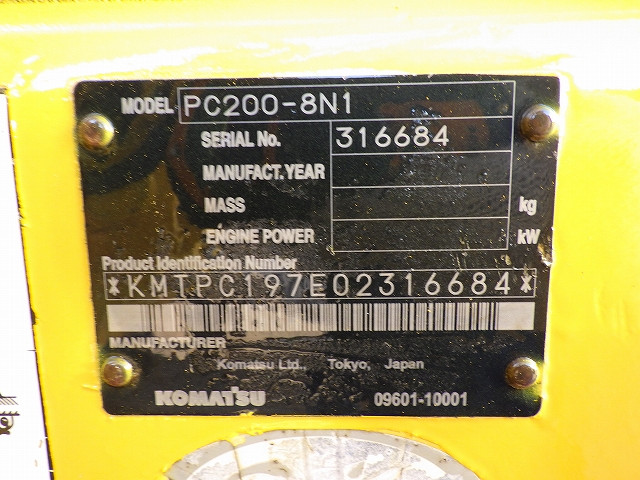 MODEL PC200-8N1
SERIAL No. 316684
MANUFACT. YEAR
MASS kg
ENGINE POWER kW
Product Identification Number
*KMTPC197E02316684*
MANUFACTURER
Komatsu Ltd., Tokyo, Japan
KOMATSU 09601-10001